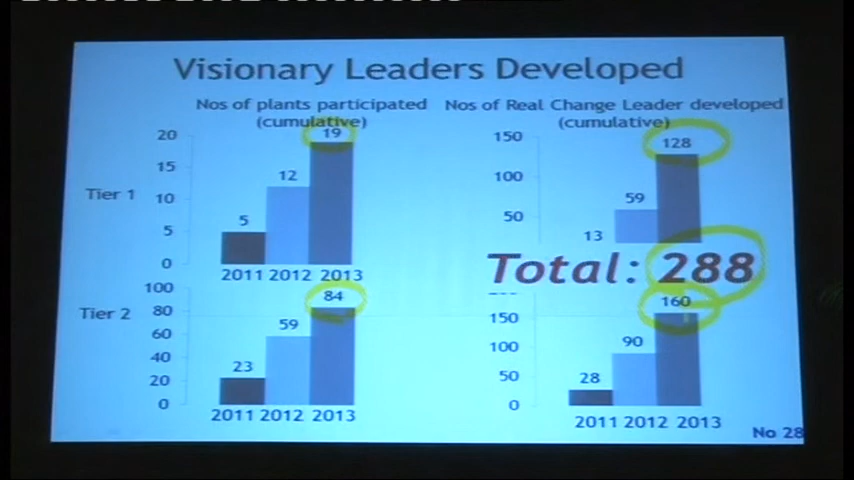 Visionary Leaders Developed
Nos of plants participated
(cumulative)
Nos of Real Change Leader developed
(cumulative)
Tier 1
20
15
10
5
0
5
12
19
2011 2012 2013
150
100
50
13
59
128
Total: 288
Tier 2
100
80
60
40
20
0
23
59
84
2011 2012 2013
150
100
50
0
28
90
160
2011 2012 2013
No 28